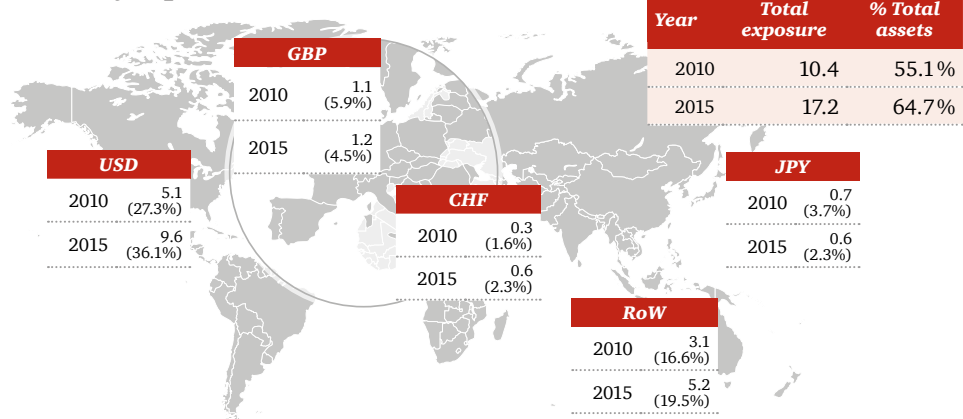 Year Total exposure % Total assets
2010 10.4 55.1%
2015 17.2 64.7%
GBP
2010 1.1 (5.9%)
2015 1.2 (4.5%)
USD
2010 5.1 (27.3%)
2015 9.6 (36.1%)
CHF
2010 0.3 (1.6%)
2015 0.6 (2.3%)
JPY
2010 0.7 (3.7%)
2015 0.6 (2.3%)
RoW
2010 3.1 (16.6%)
2015 5.2 (19.5%)